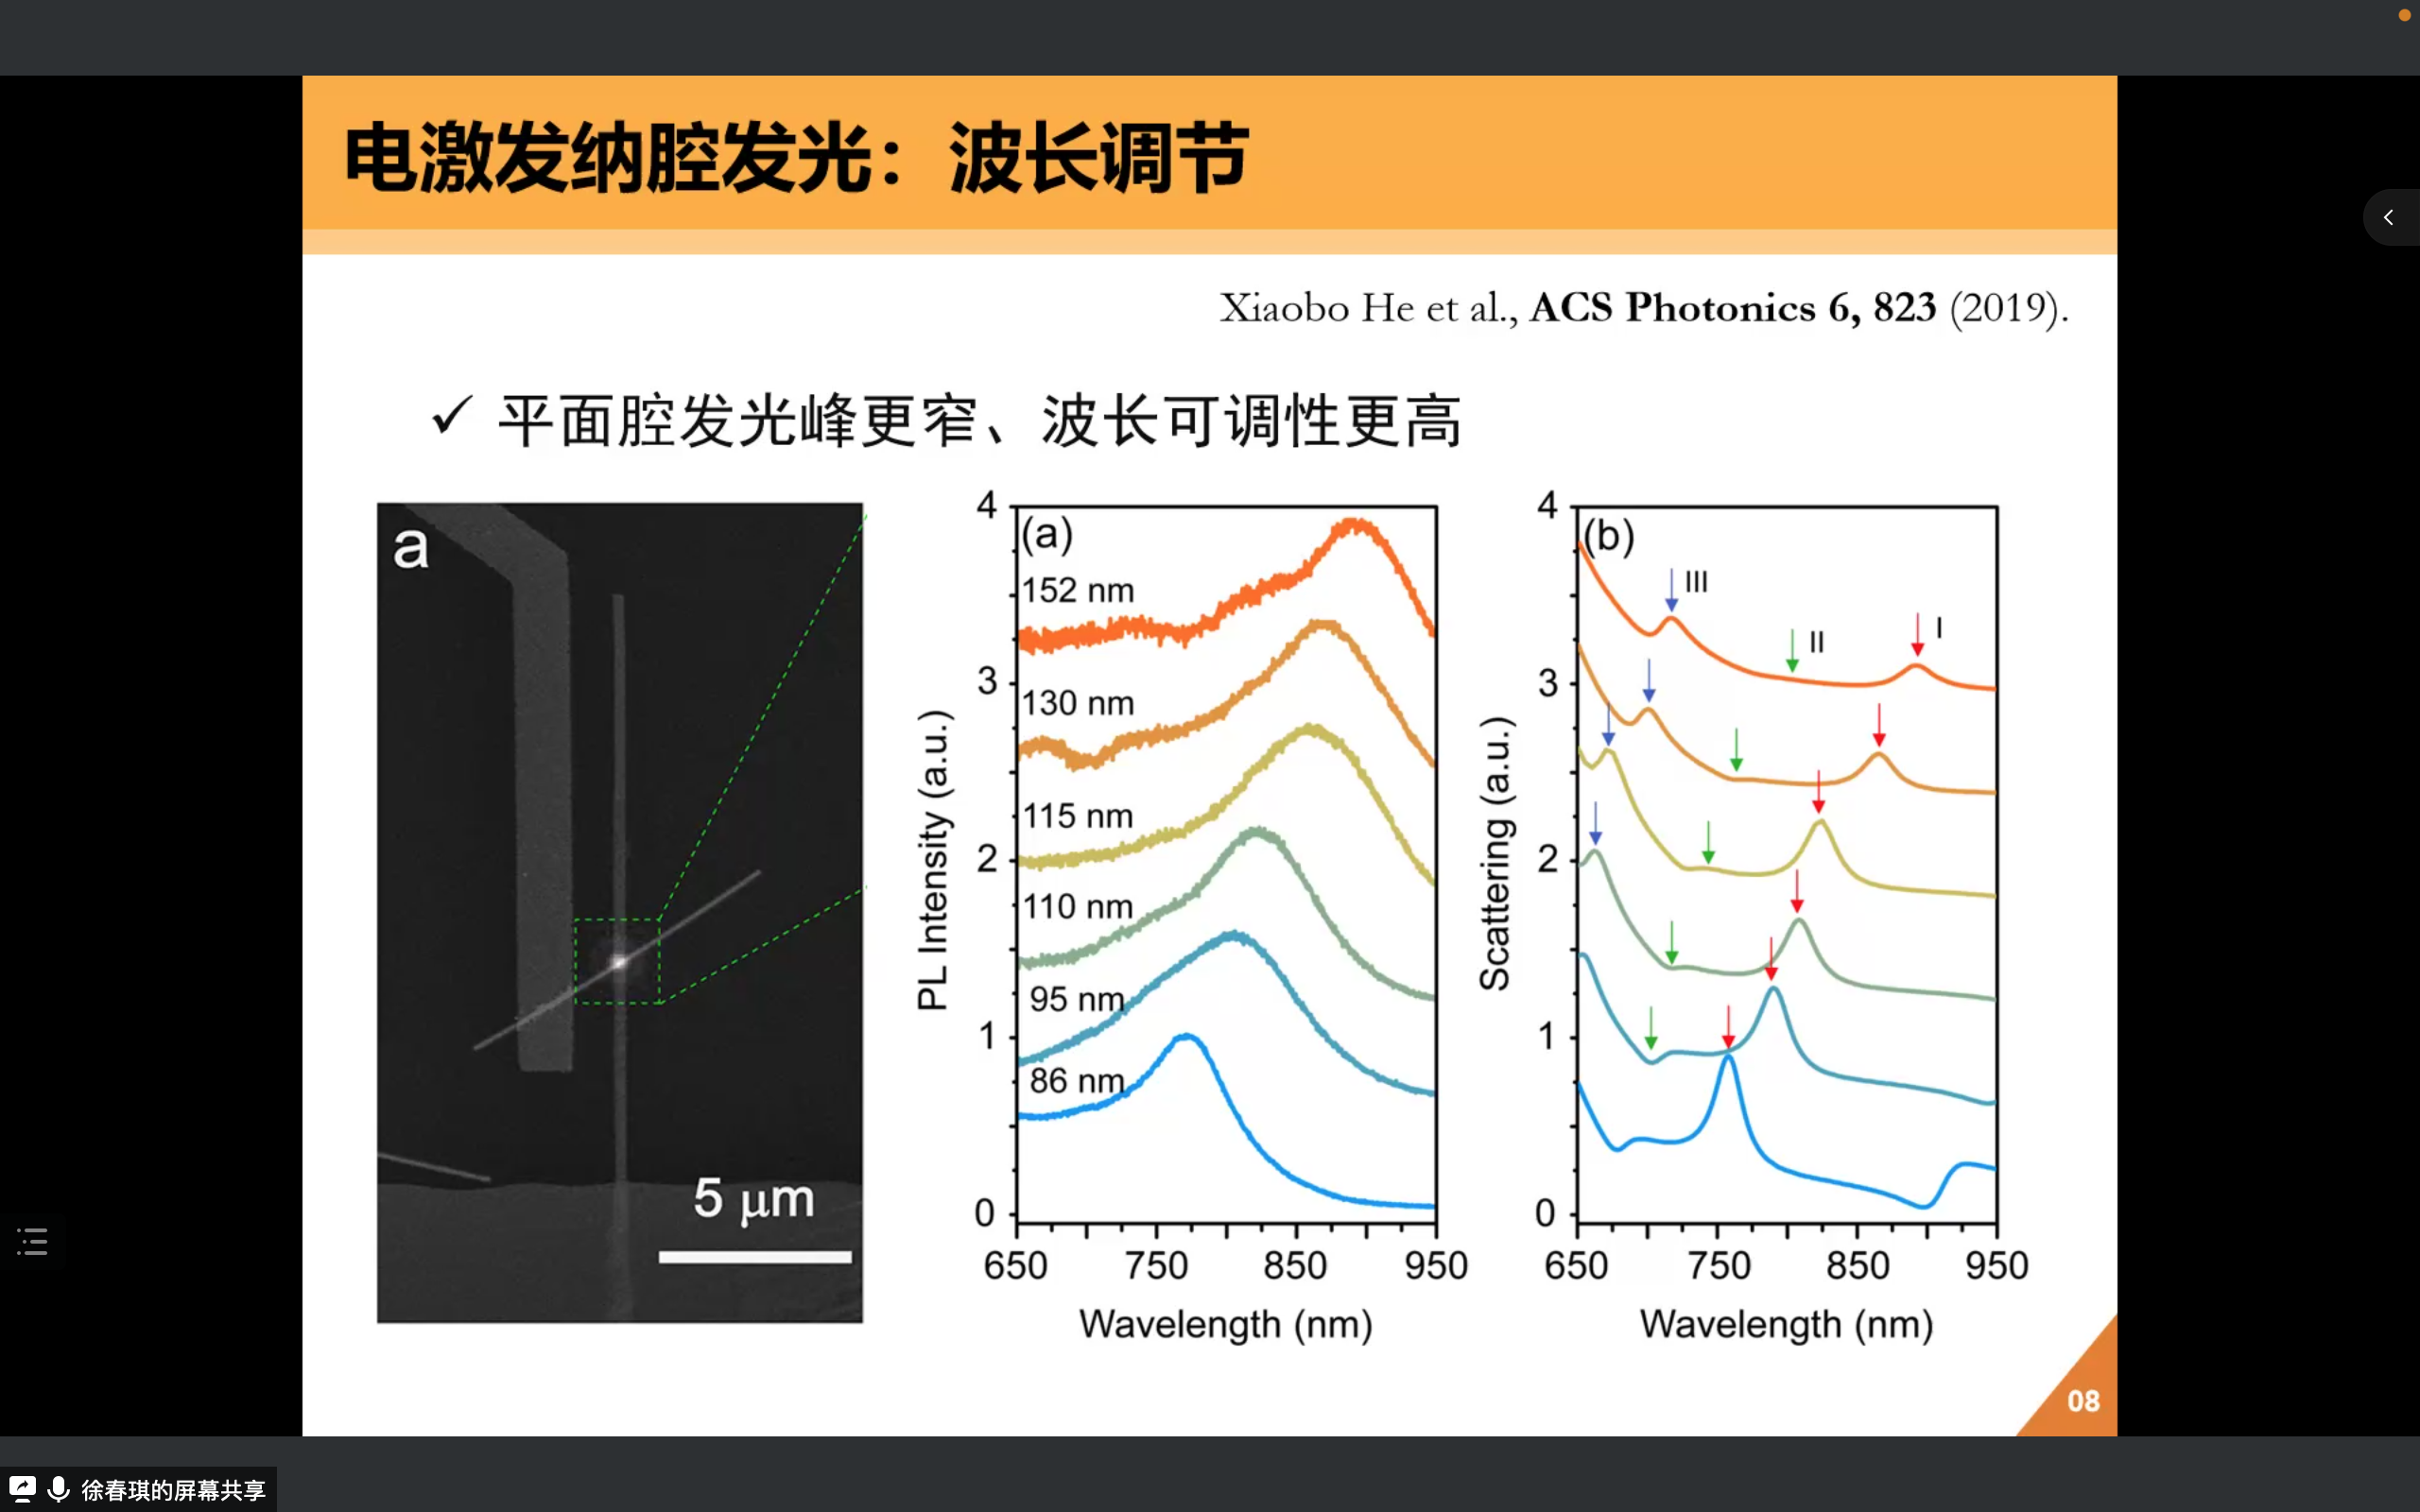 电激发纳腔发光：波长调节
Xiaobo He et al., ACS Photonics 6, 823 (2019).
✓ 平面腔发光峰更窄、波长可调性更高
a
5 μm
(a)
4
3
2
1
0
PL Intensity (a.u.)
152 nm
130 nm
115 nm
110 nm
95 nm
86 nm
650 750 850 950
Wavelength (nm)
(b)
4
3
2
1
0
Scattering (a.u.)
III
II
I
650 750 850 950
Wavelength (nm)
08
徐春琪的屏幕共享